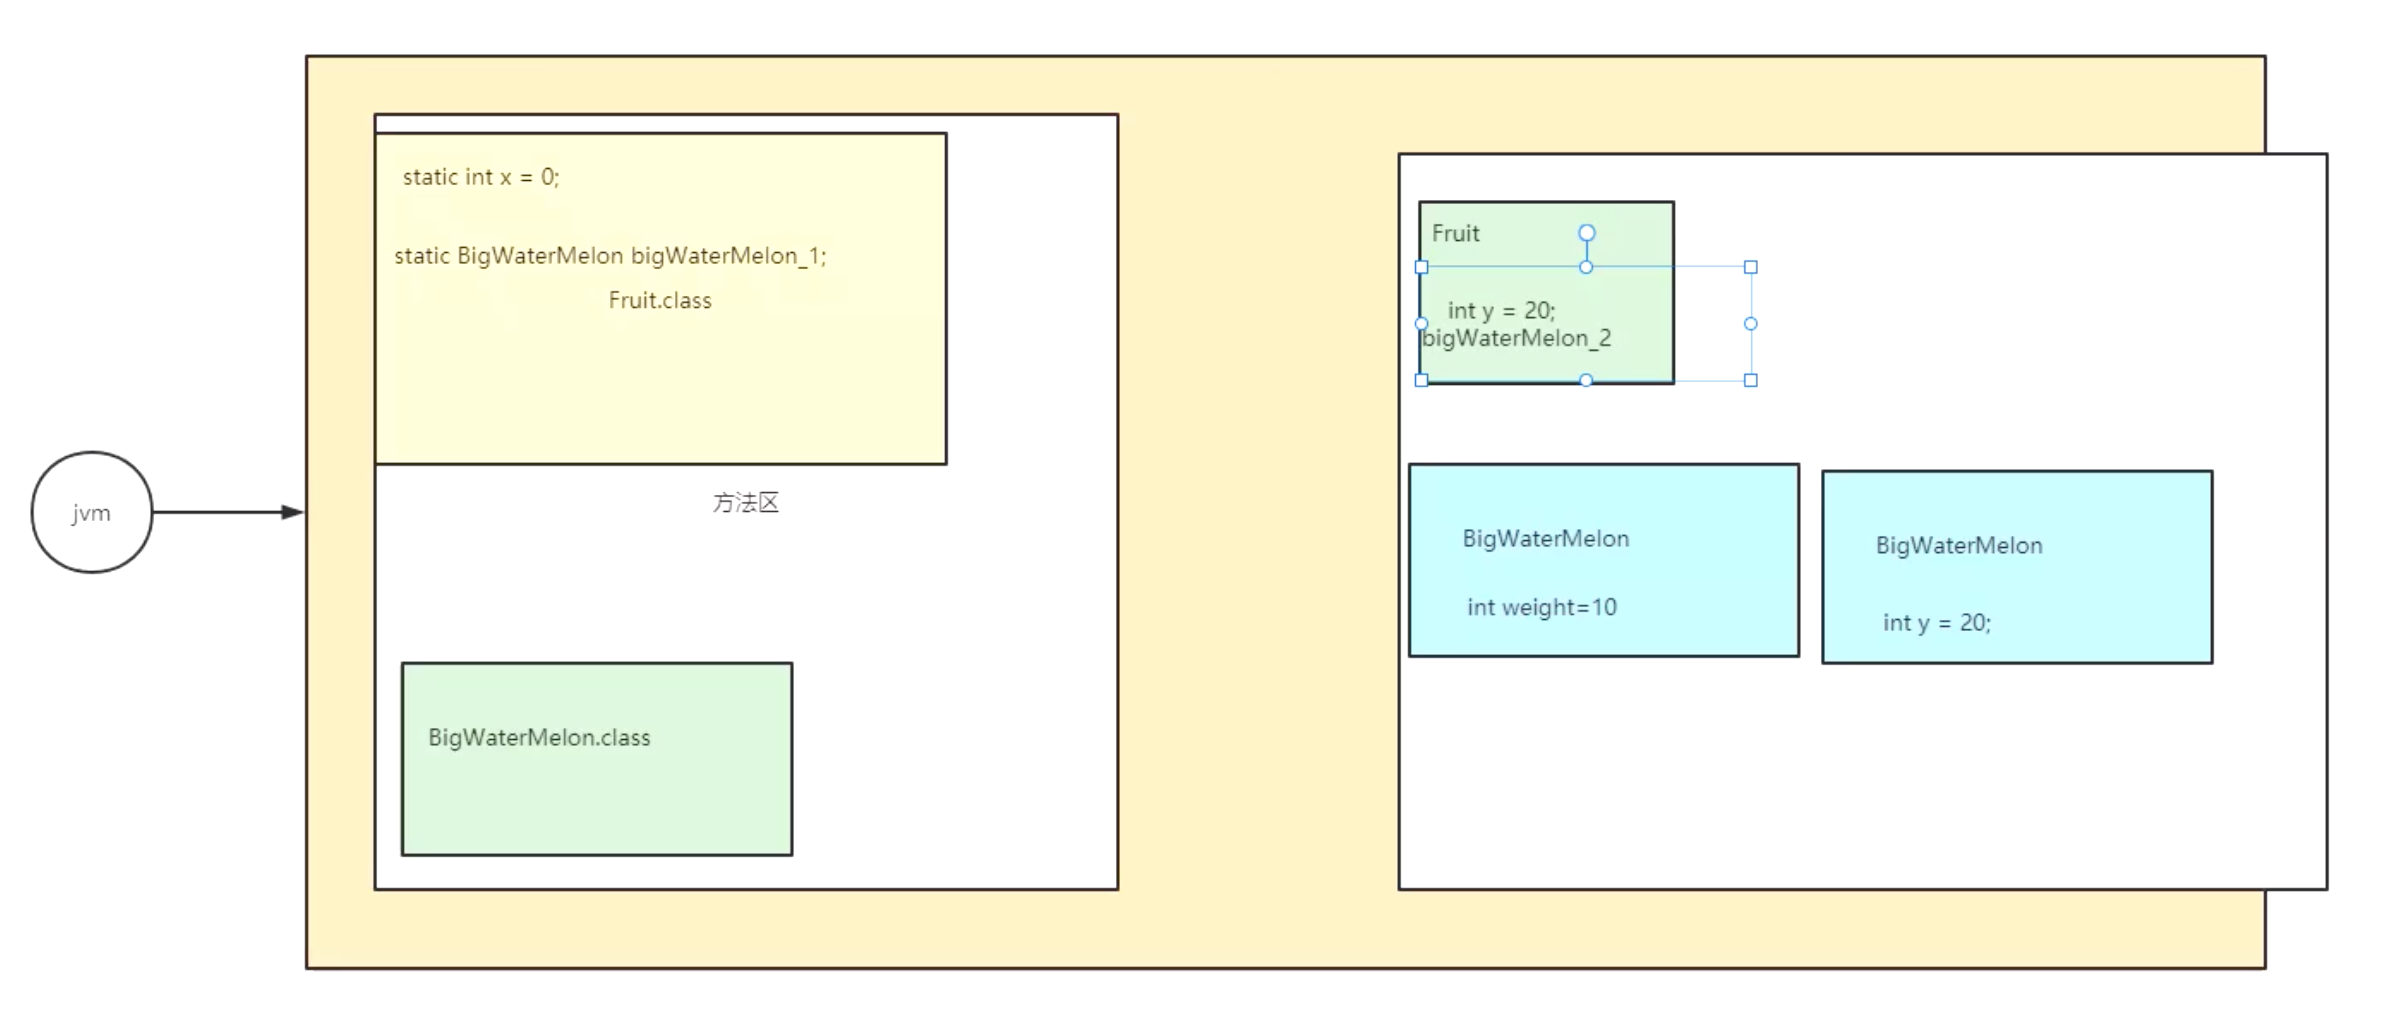 jvm
static int x = 0;
static BigWaterMelon bigWaterMelon_1;
Fruit.class
方法区
BigWaterMelon.class
Fruit
int y = 20;
bigWaterMelon_2
BigWaterMelon
int weight=10
BigWaterMelon
int y = 20;